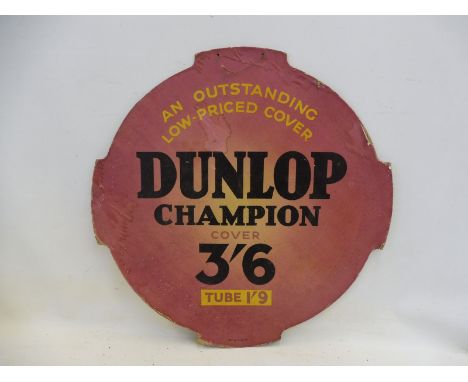 AN OUTSTANDING
LOW-PRICED COVER
DUNLOP
CHAMPION
COVER
3'6
TUBE 1'9